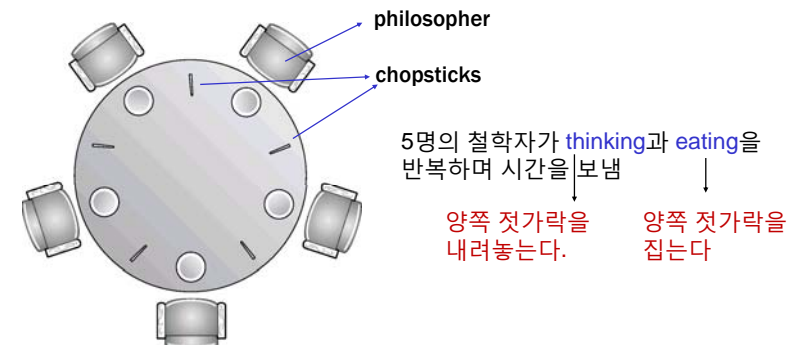 philosopher
chopsticks
5명의 철학자가 thinking과 eating을
반복하며 시간을 보냄
양쪽 젓가락을
내려놓는다.
양쪽 젓가락을
집는다